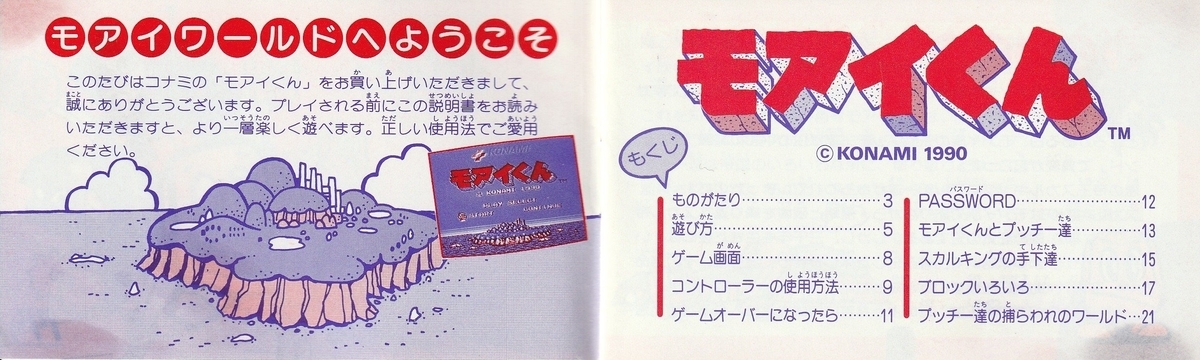 モアイワールドへようこそ
このたびはコナミの「モアイくん」をお買い上げいただきまして、
誠にありがとうございます。プレイされる前にこの説明書をお読み
いただきますと、より一層楽しく遊べます。正しい使用法でご愛用
ください。
KONAMI
モアイくん
© KONAMI 1990
PLAY SELECT
START CONTINUE
モアイくん™
© KONAMI 1990
もくじ
ものがたり…………………3
遊び方………………………5
ゲーム画面…………………8
コントローラーの使用方法………9
ゲームオーバーになったら………11
PASSWORD…………………12
モアイくんとプッチー達…………13
スカルキングの手下達……………15
ブロックいろいろ…………………17
プッチー達の捕らわれのワールド…21